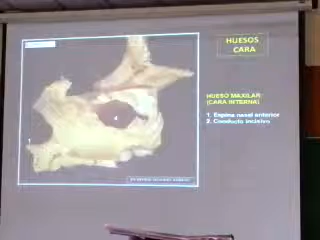 HUESOS
CARA
HUESO MAXILAR
(CARA INTERNA)
1. Espina nasal anterior
2. Conducto incisivo